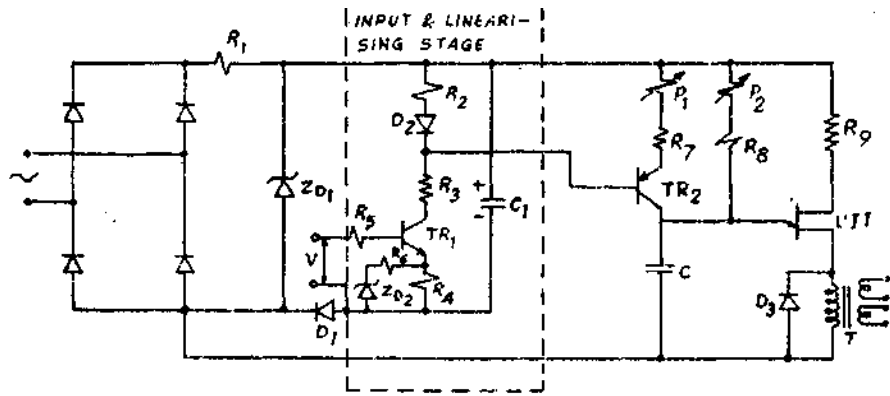 INPUT & LINEARI-
SING STAGE
R1
R2
D2
P1
P2
R7
R8
R9
~
ZD1
R3
+
-
C1
TR2
UJT
R5
TR1
V
R6
ZD2
R4
D1
C
D3
T